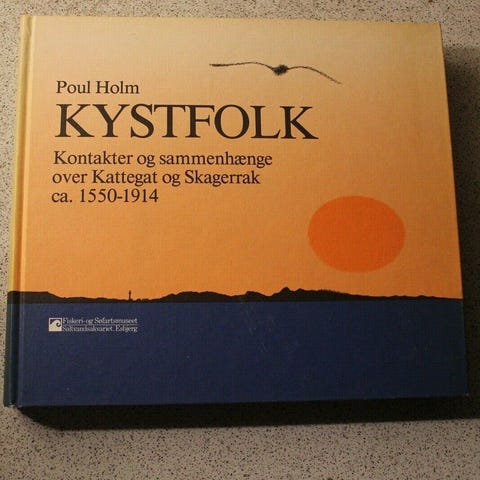 Poul Holm
KYSTFOLK
Kontakter og sammenhænge
over Kattegat og Skagerrak
ca. 1550-1914
Fiskeri- og Søfartsmuseet
Saltvandsakvariet. Esbjerg